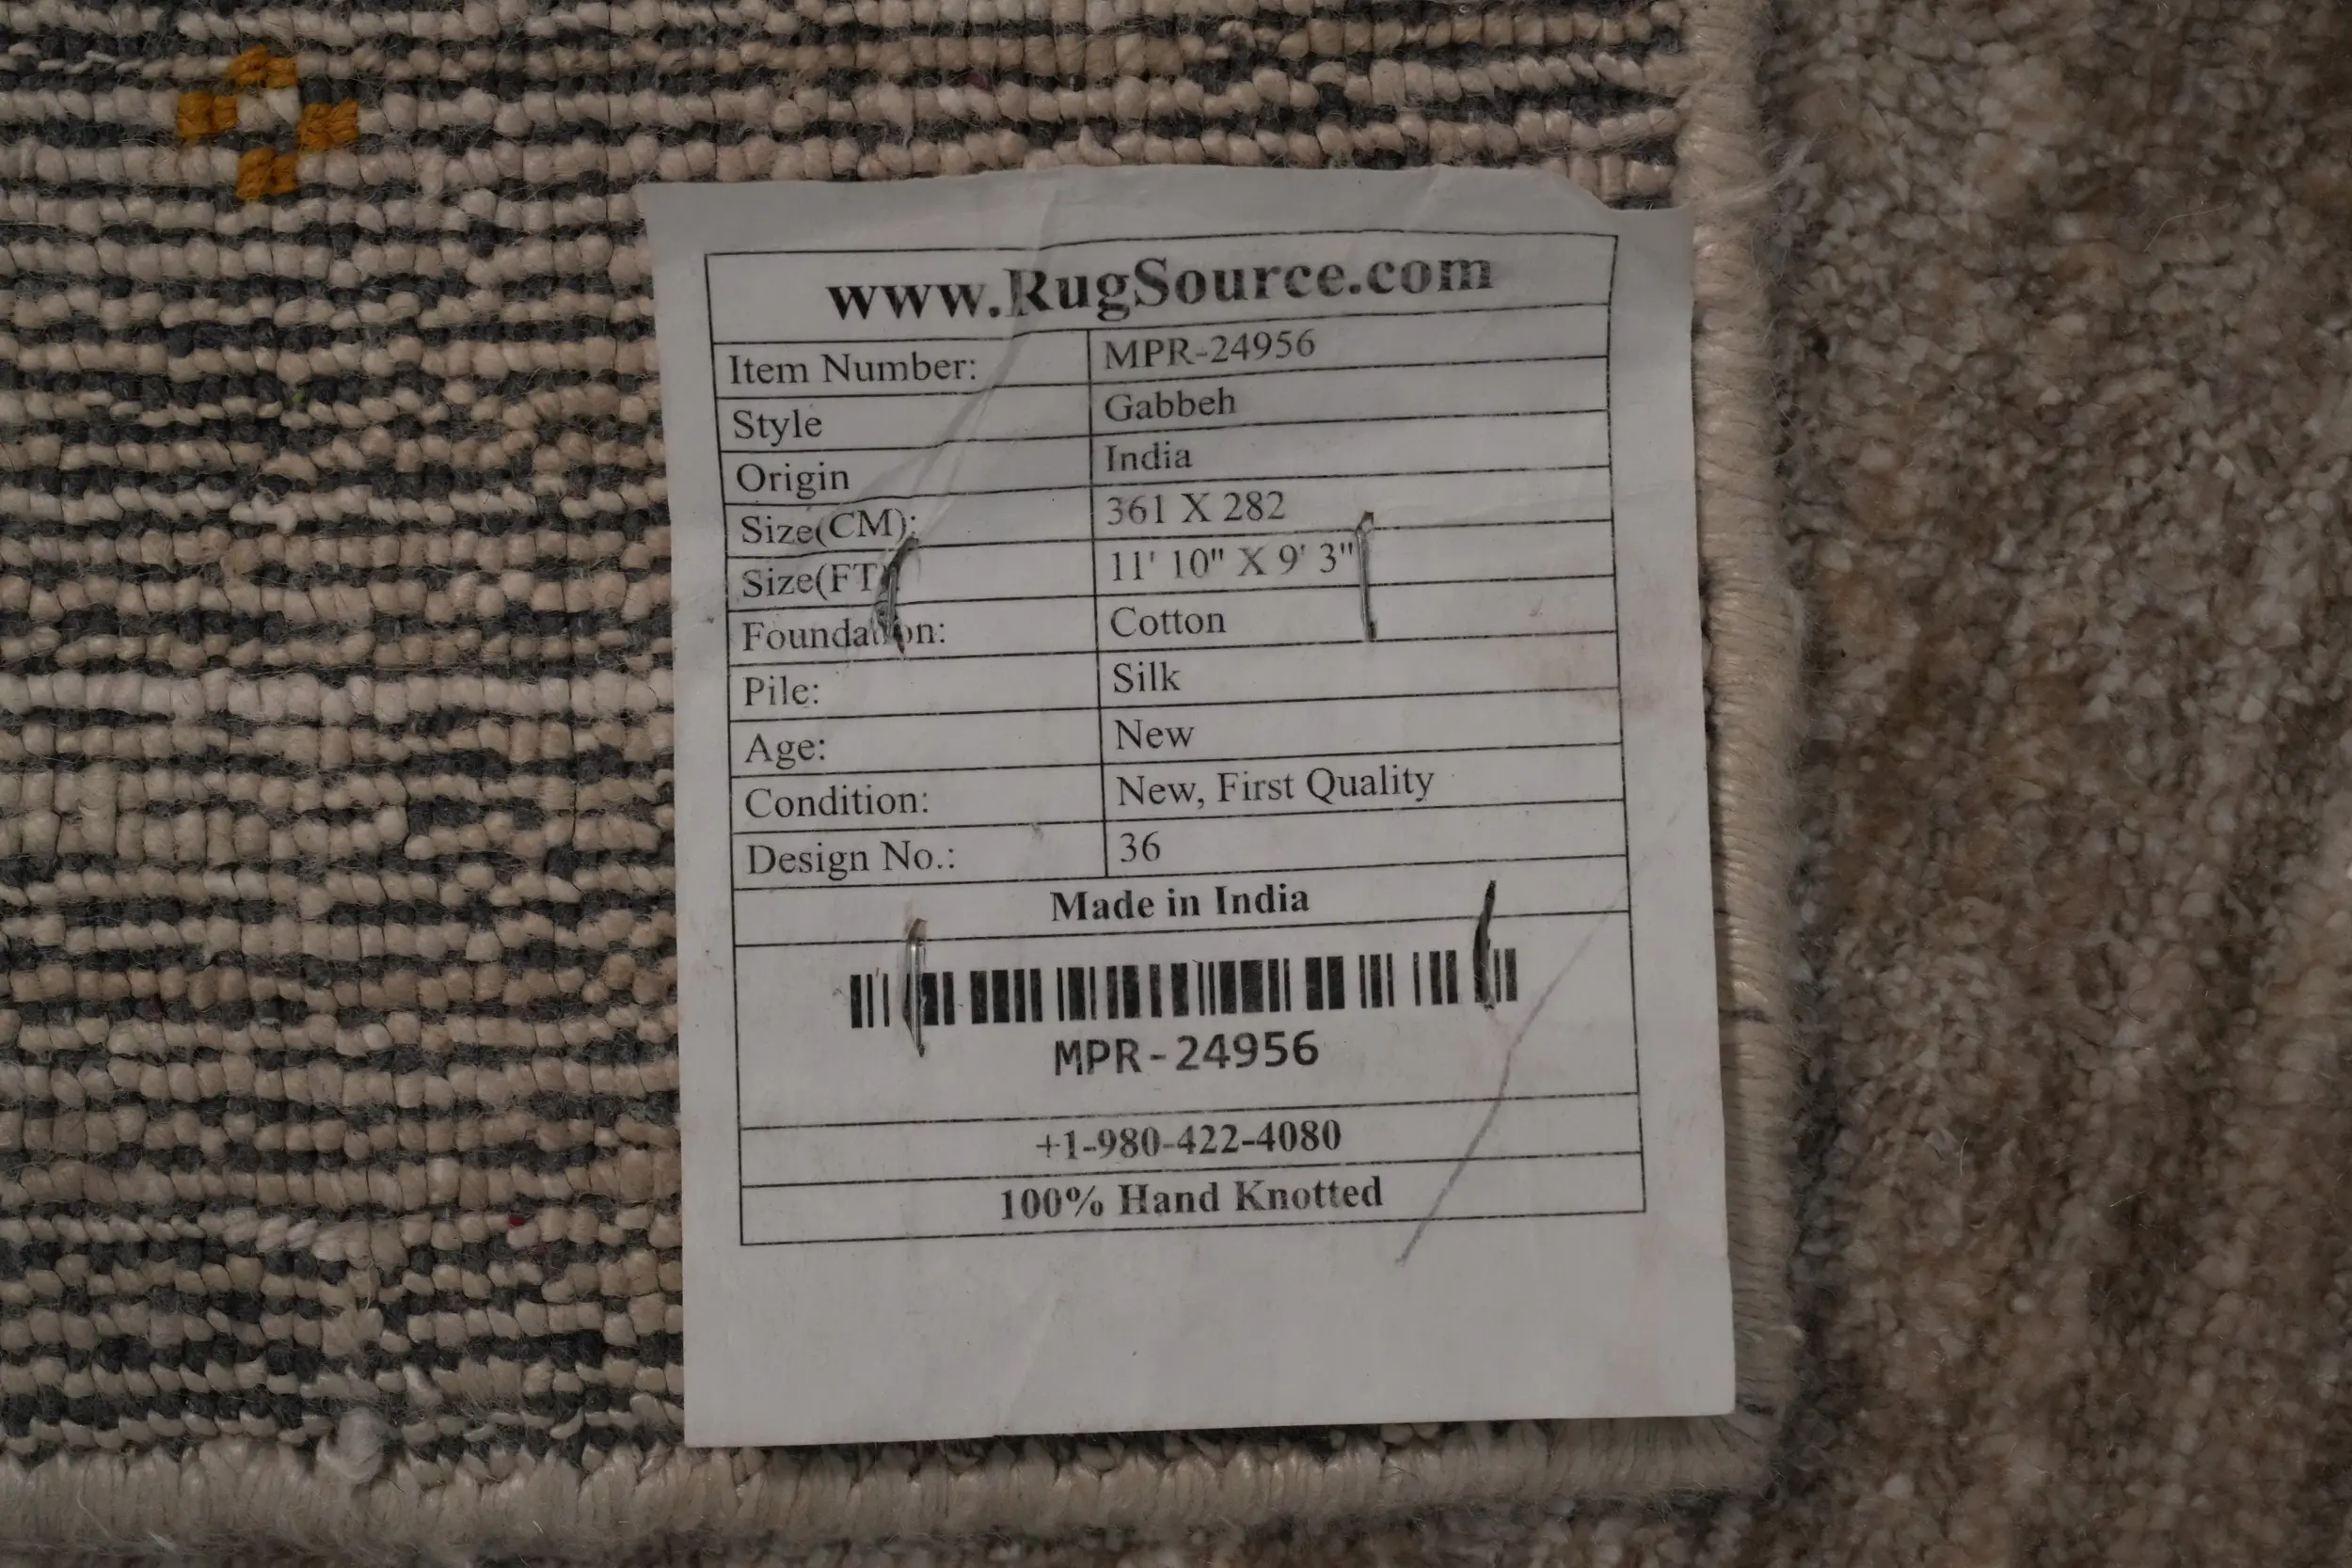 www.RugSource.com
Item Number: MPR-24956
Style Gabbeh
Origin India
Size(CM): 361 X 282
Size(FT) 11' 10" X 9' 3"
Foundation: Cotton
Pile: Silk
Age: New
Condition: New, First Quality
Design No.: 36
Made in India
MPR-24956
+1-980-422-4080
100% Hand Knotted